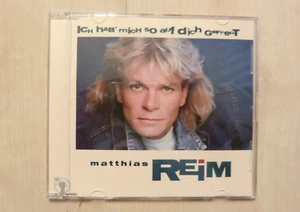 ICH HAB' MICH SO AUF DICH GEFREUT
matthias REiM